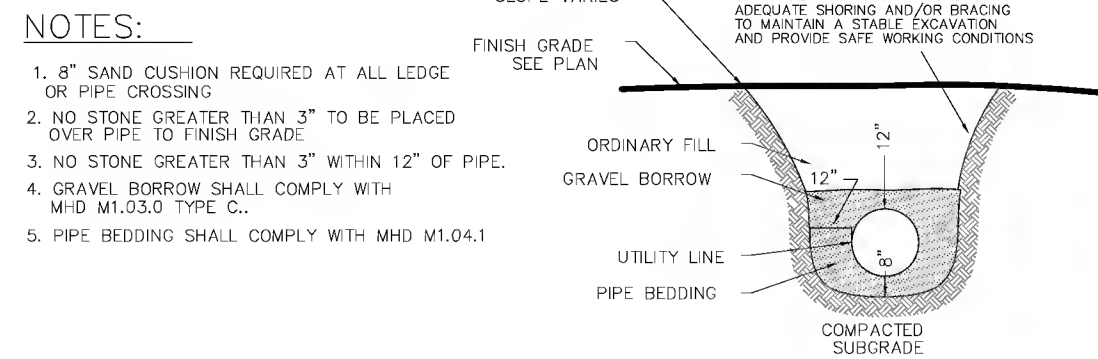 NOTES:
1. 8" SAND CUSHION REQUIRED AT ALL LEDGE
OR PIPE CROSSING
2. NO STONE GREATER THAN 3" TO BE PLACED
OVER PIPE TO FINISH GRADE
3. NO STONE GREATER THAN 3" WITHIN 12" OF PIPE.
4. GRAVEL BORROW SHALL COMPLY WITH
MHD M1.03.0 TYPE C..
5. PIPE BEDDING SHALL COMPLY WITH MHD M1.04.1
SLOPE VARIES
ADEQUATE SHORING AND/OR BRACING
TO MAINTAIN A STABLE EXCAVATION
AND PROVIDE SAFE WORKING CONDITIONS
FINISH GRADE
SEE PLAN
ORDINARY FILL
GRAVEL BORROW
12"
12"
UTILITY LINE
8"
PIPE BEDDING
COMPACTED
SUBGRADE